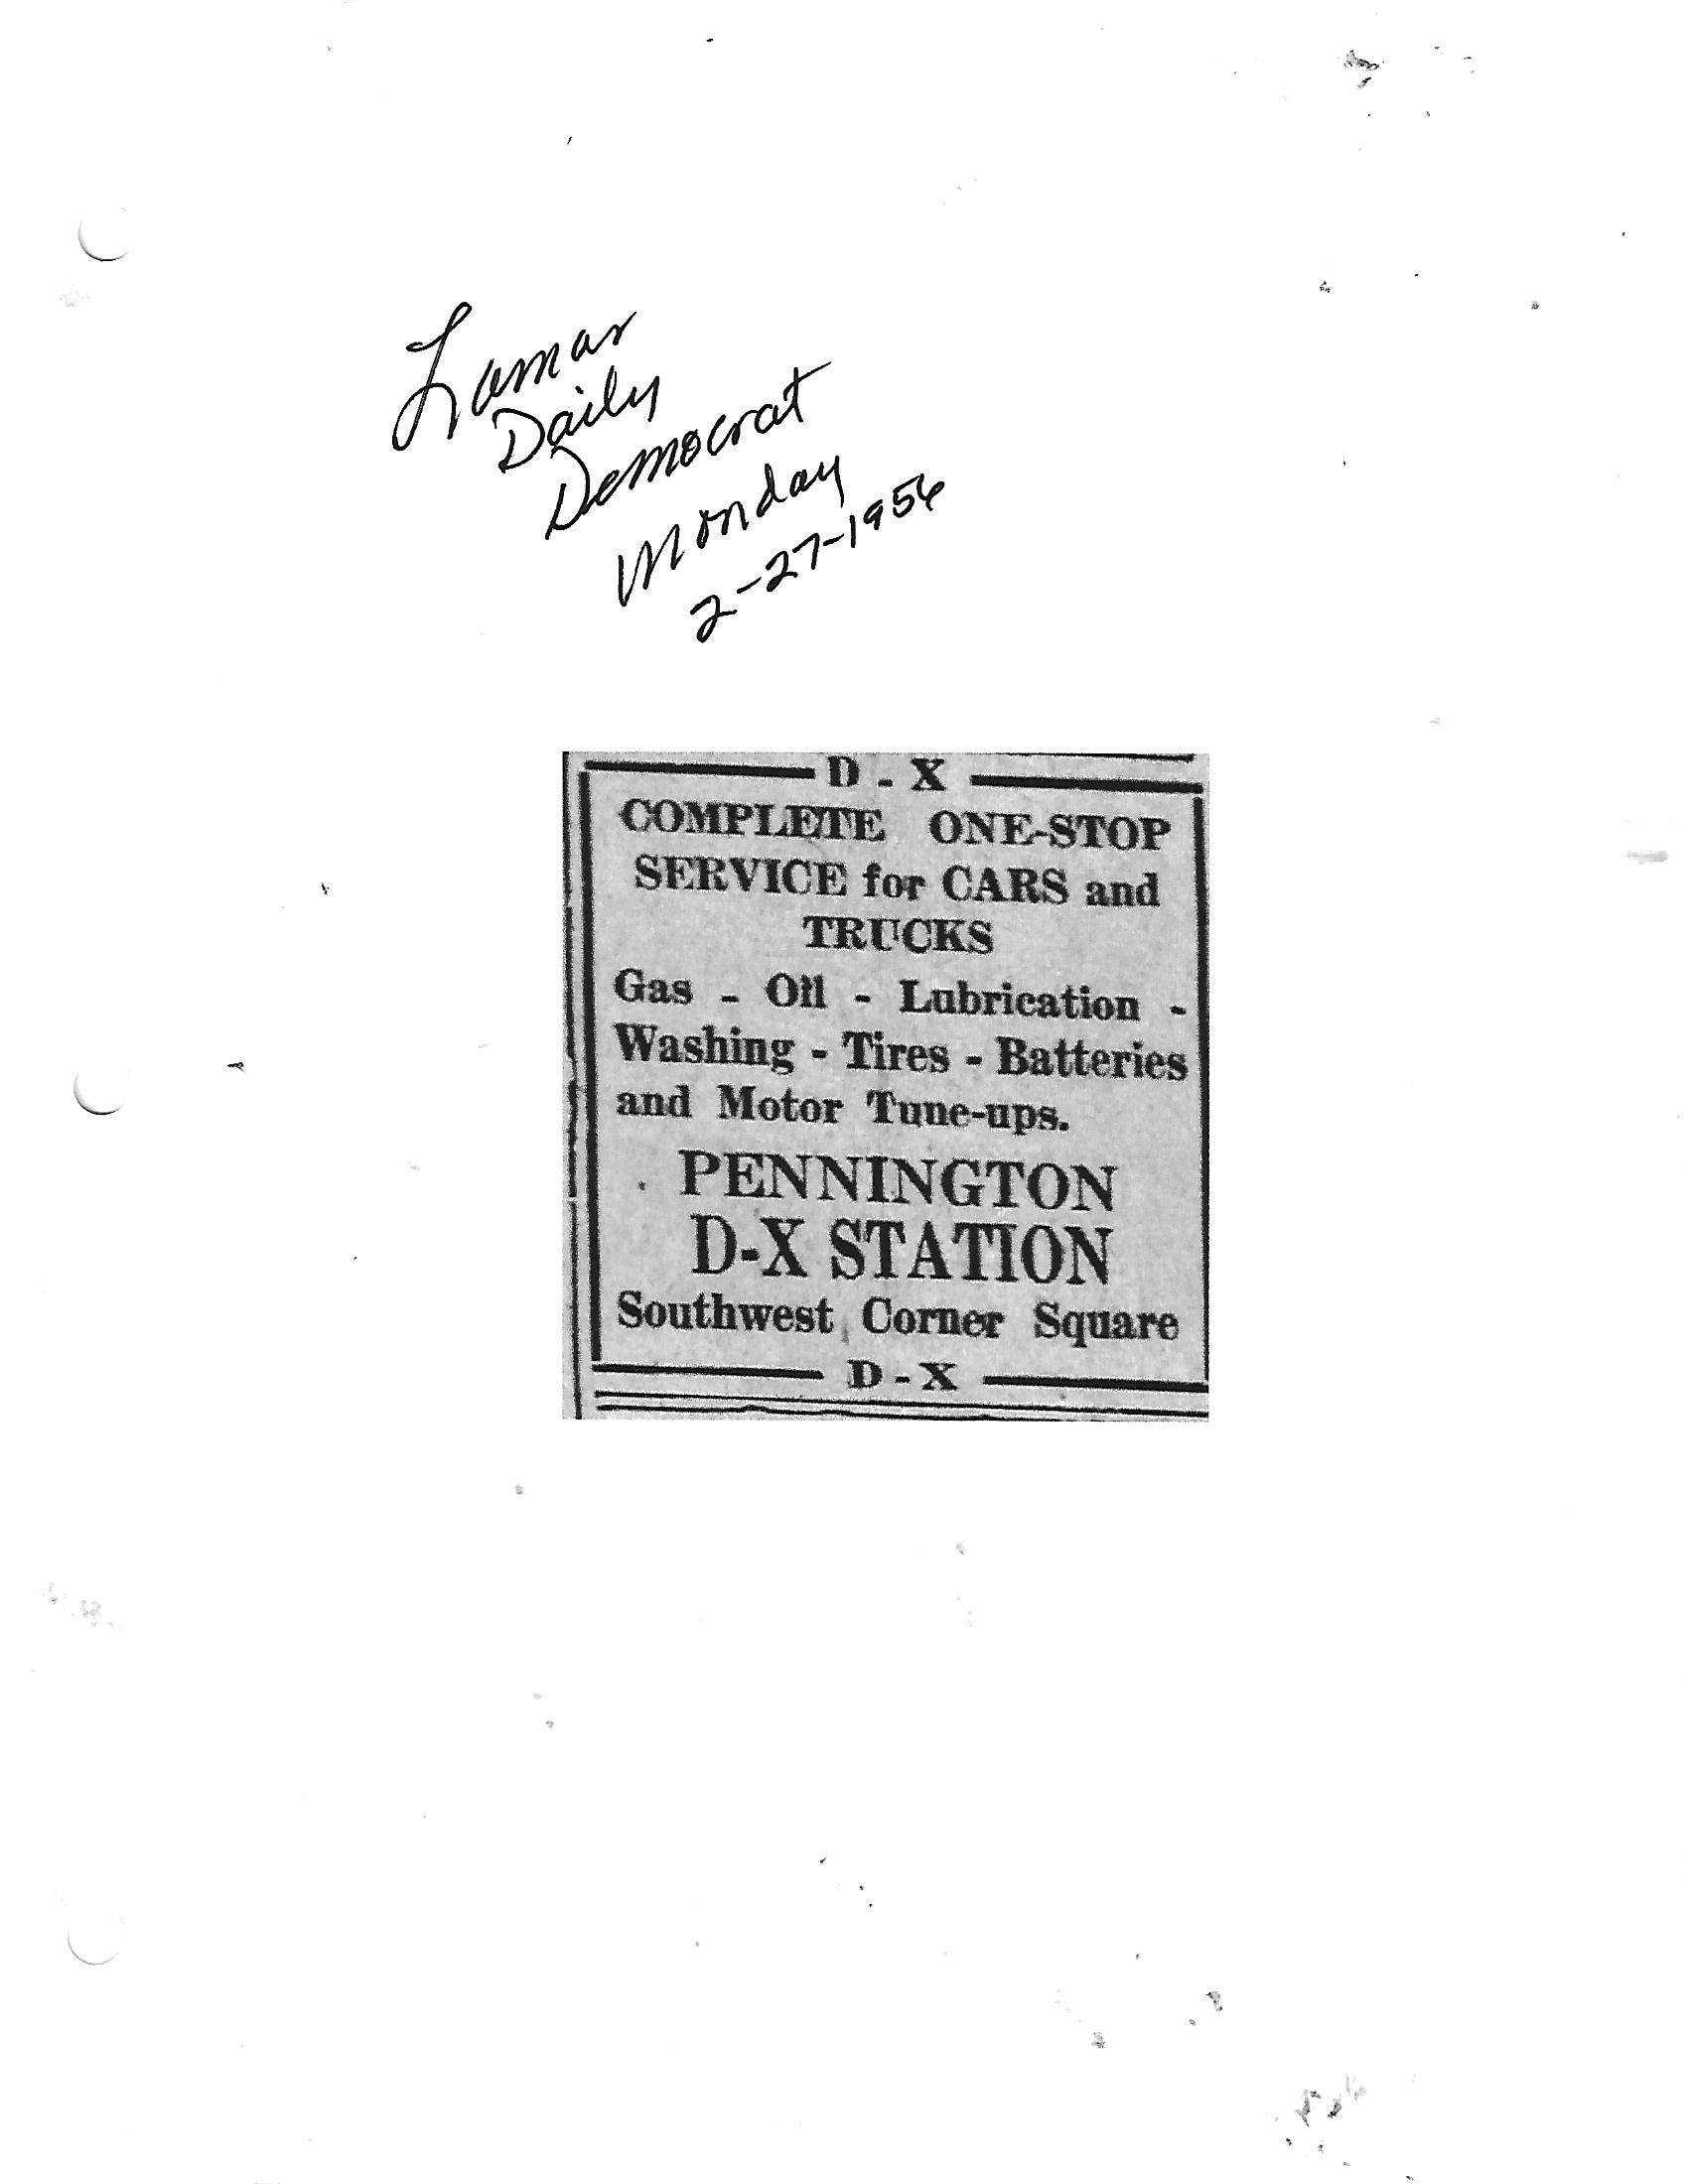 Lamar
Daily
Democrat
Monday
2-27-1956
D - X
COMPLETE ONE-STOP
SERVICE for CARS and
TRUCKS
Gas - Oil - Lubrication -
Washing - Tires - Batteries
and Motor Tune-ups.
PENNINGTON
D-X STATION
Southwest Corner Square
D - X